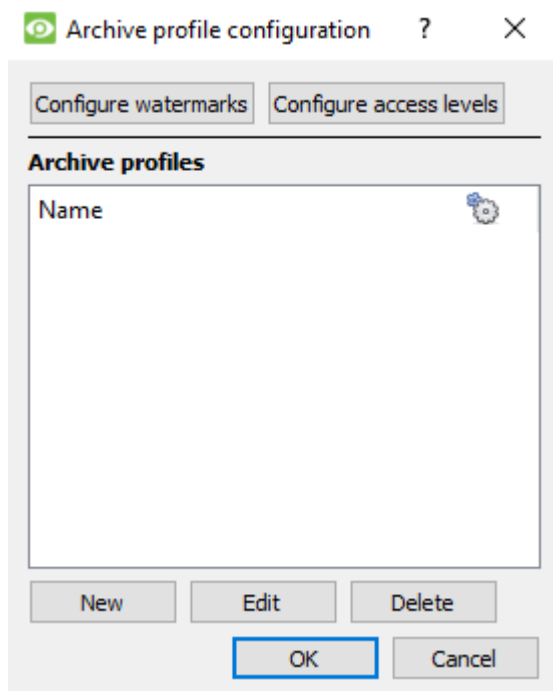 Archive profile configuration ?
Configure watermarks Configure access levels
Archive profiles
Name
New Edit Delete
OK Cancel